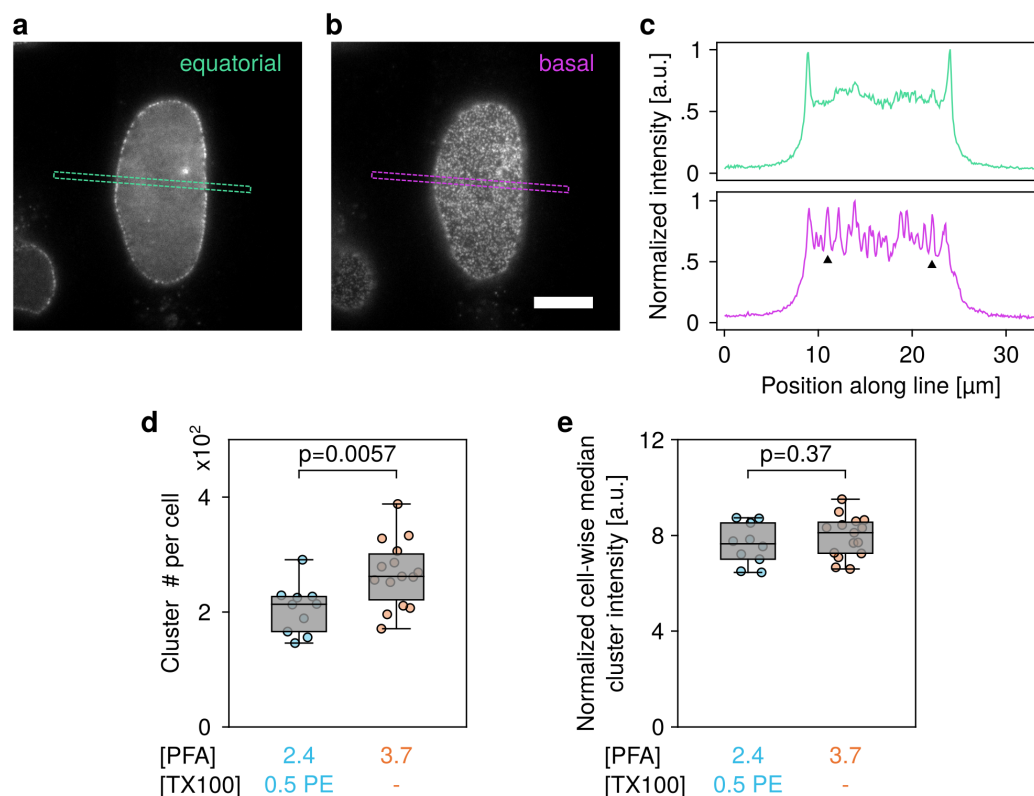 a
equatorial
b
basal
c
Normalized intensity [a.u.]
1
.5
0
1
.5
0
0
10
20
30
Position along line [µm]
d
Cluster # per cell
x10²
4
2
0
p=0.0057
[PFA] 2.4 3.7
[TX100] 0.5 PE -
e
Normalized cell-wise median
cluster intensity [a.u.]
12
8
4
0
p=0.37
[PFA] 2.4 3.7
[TX100] 0.5 PE -